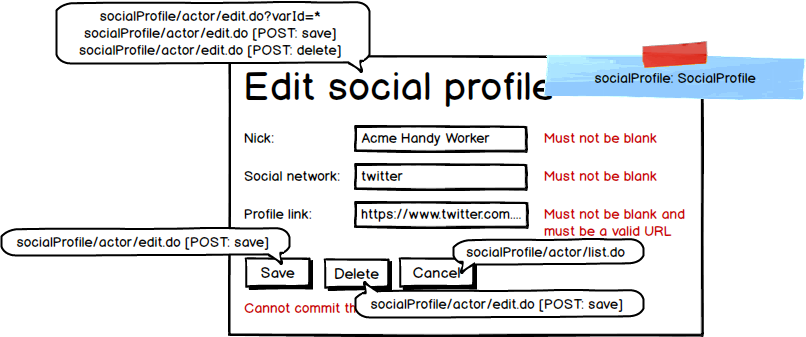 socialProfile/actor/edit.do?varId=*
socialProfile/actor/edit.do [POST: save]
socialProfile/actor/edit.do [POST: delete]
Edit social profile
socialProfile: SocialProfile
Nick:
Acme Handy Worker
Must not be blank
Social network:
twitter
Must not be blank
Profile link:
https://www.twitter.com....
Must not be blank and
must be a valid URL
socialProfile/actor/edit.do [POST: save]
socialProfile/actor/list.do
Save
Delete
Cancel
Cannot commit
socialProfile/actor/edit.do [POST: save]